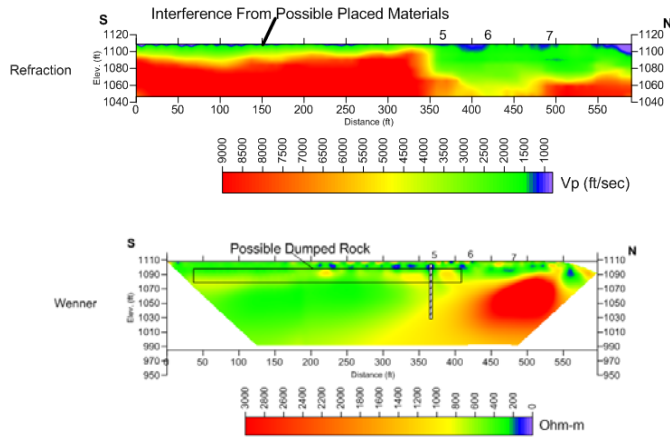 Interference From Possible Placed Materials
S
N
5 6 7
Refraction
Elev. (ft)
1120
1100
1080
1060
1040
1120
1100
1080
1060
1040
0 50 100 150 200 250 300 350 400 450 500 550
Distance (ft)
9000 8500 8000 7500 7000 6500 6000 5500 5000 4500 4000 3500 3000 2500 2000 1500 1000
Vp (ft/sec)
S
N
Possible Dumped Rock
5 6 7
Wenner
Elev. (ft)
1110
1090
1070
1050
1030
1010
990
970
950
1110
1090
1070
1050
1030
1010
990
970
950
0 50 100 150 200 250 300 350 400 450 500 550
Distance (ft)
3000 2800 2600 2400 2200 2000 1800 1600 1400 1200 1000 800 600 400 200 0
Ohm-m